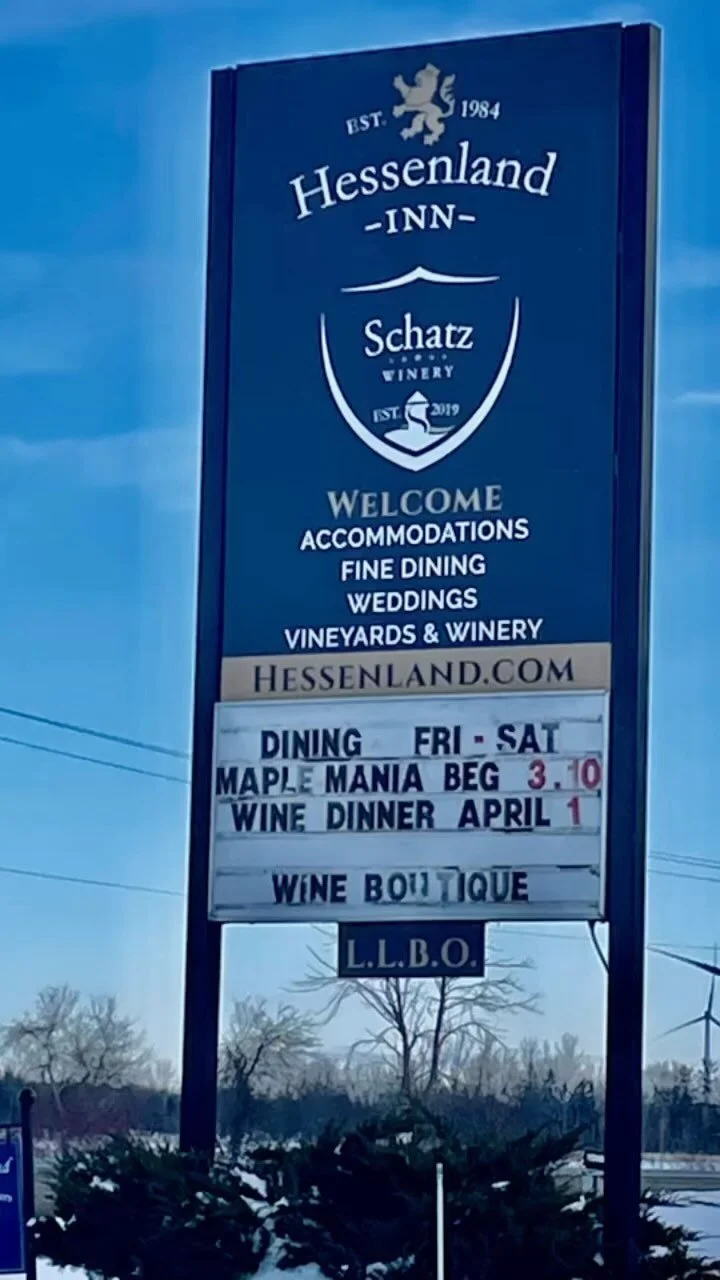 EST. 1984
Hessenland
-INN-
Schatz
WINERY
EST. 2019
WELCOME
ACCOMMODATIONS
FINE DINING
WEDDINGS
VINEYARDS & WINERY
HESSENLAND.COM
DINING FRI - SAT
MAPLE MANIA BEG 3.10
WINE DINNER APRIL 1
WINE BOUTIQUE
L.L.B.O.